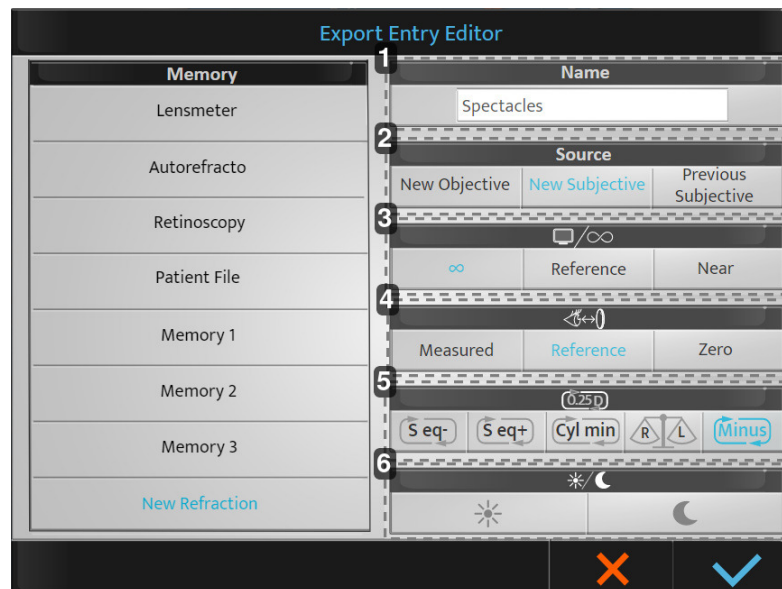 Export Entry Editor
Memory
Lensmeter
Autorefracto
Retinoscopy
Patient File
Memory 1
Memory 2
Memory 3
New Refraction
1
Name
Spectacles
2
Source
New Objective New Subjective Previous Subjective
3
/∞
∞ Reference Near
4
Measured Reference Zero
5
0.25 D
S eq- S eq+ Cyl min R L Minus
6
/